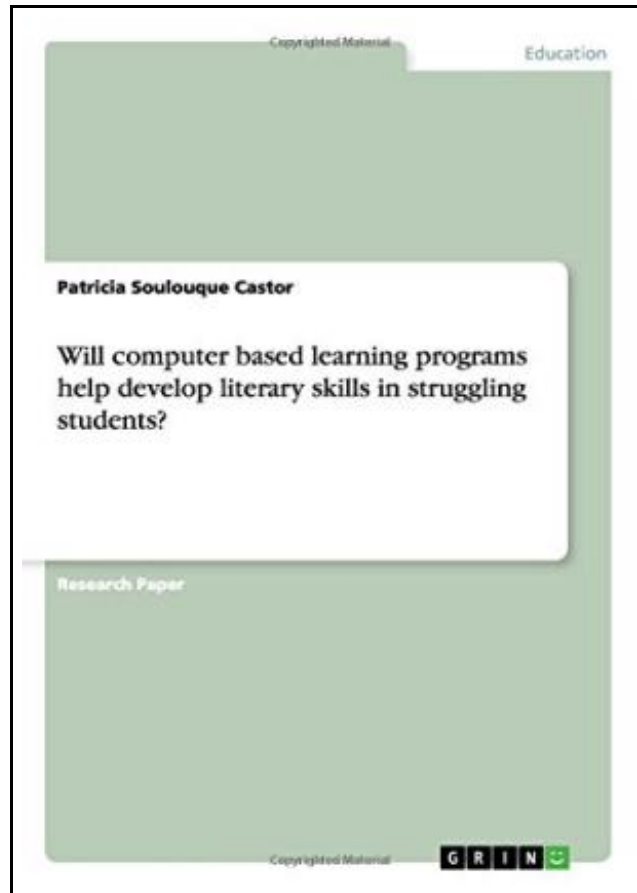 Copyrighted Material
Education
Patricia Soulouque Castor
Will computer based learning programs
help develop literary skills in struggling
students?
Research Paper
Copyrighted Material
GRIN